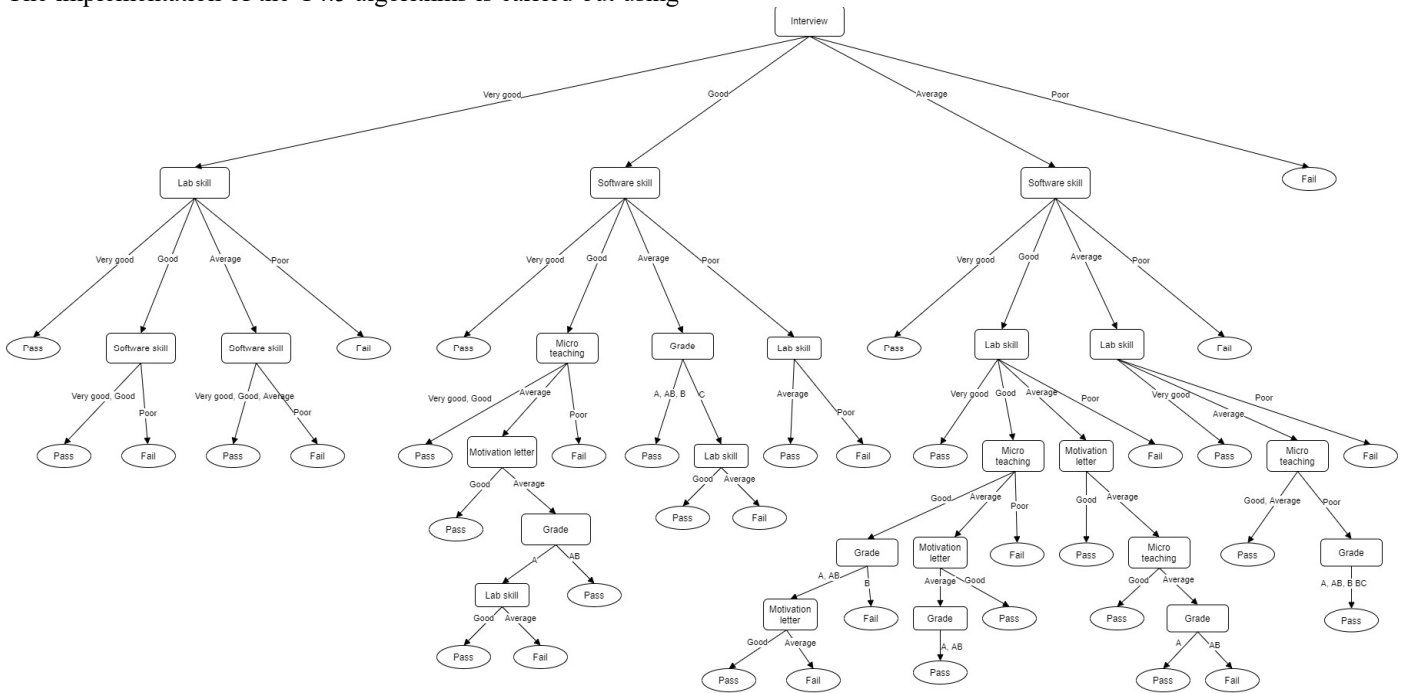 The implementation of the C4.5 algorithms is carried out using
Interview
Very good Good Average Poor
Lab skill Software skill Software skill Fail
Very good Good Average Poor Very good Good Average Poor Very good Good Average Poor
Pass Software skill Software skill Fail Pass Micro teaching Grade Lab skill Pass Lab skill Lab skill Fail
Very good, Good Poor Very good, Good, Average Poor Very good, Good Average Poor A, AB, B C Average Poor Very good Good Average Poor Very good Average Poor
Pass Fail Pass Fail Pass Motivation letter Fail Pass Lab skill Pass Fail Pass Micro teaching Motivation letter Fail Pass Micro teaching Fail
Good Average Good Average Good Average Poor Good Average Good, Average Poor
Pass Grade Pass Fail Grade Motivation letter Fail Pass Micro teaching Pass Grade
A AB A, AB B Average Good Good Average A, AB, B BC
Lab skill Pass Motivation letter Fail Grade Pass Pass Grade Pass
Good Average Good Average A, AB A AB
Pass Fail Pass Fail Pass Pass Fail